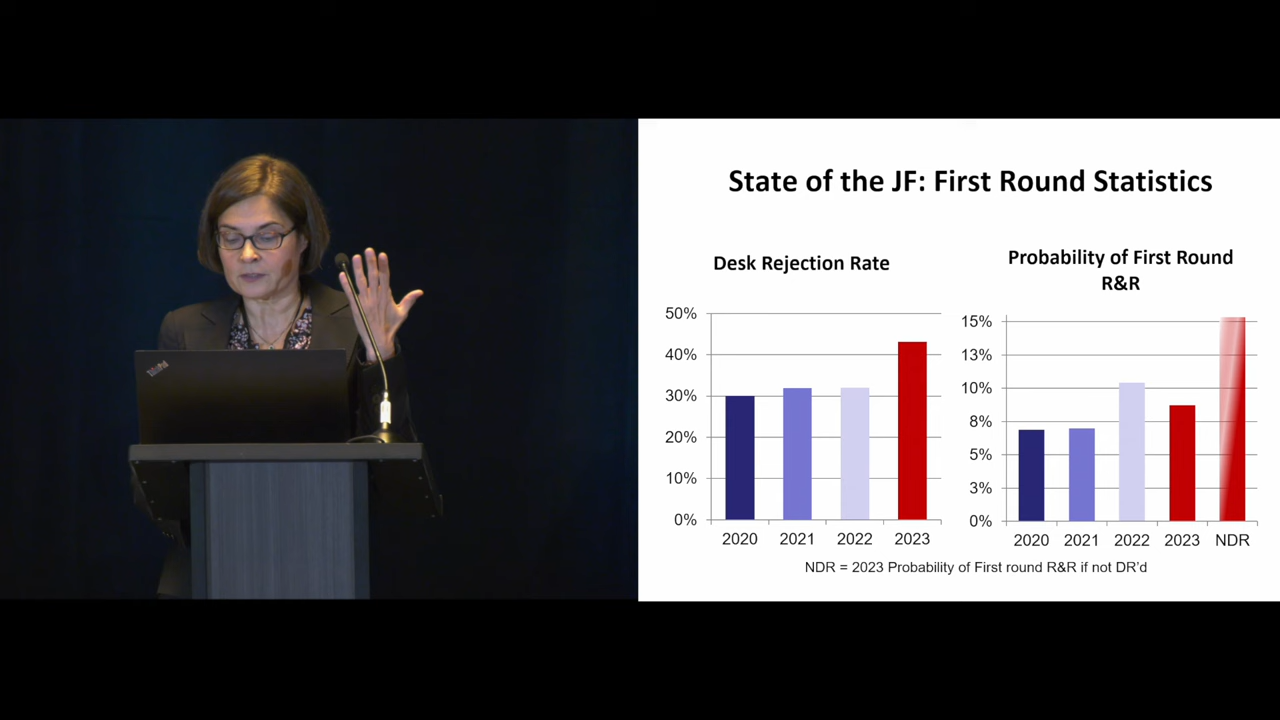 ThinkPad
State of the JF: First Round Statistics
Desk Rejection Rate
50%
40%
30%
20%
10%
0%
2020 2021 2022 2023
Probability of First Round
R&R
15%
13%
10%
8%
5%
3%
0%
2020 2021 2022 2023 NDR
NDR = 2023 Probability of First round R&R if not DR'd